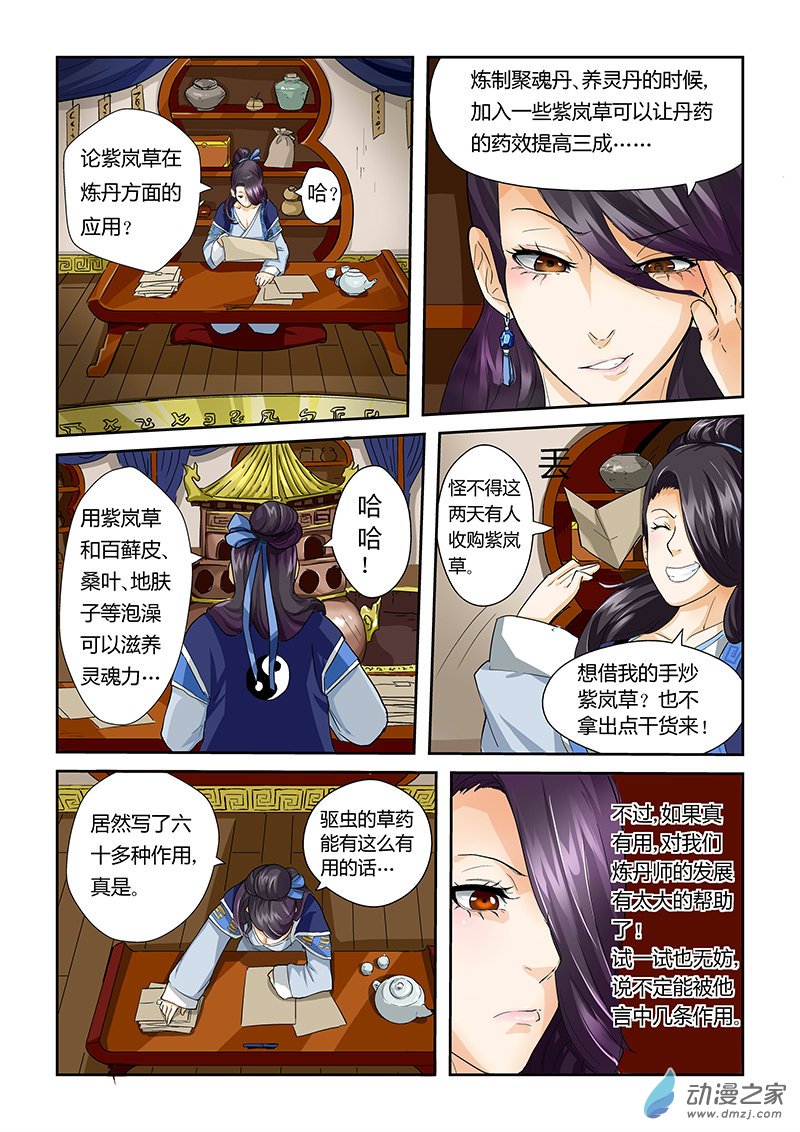 论紫岚草在
炼丹方面的
应用？
哈？
炼制聚魂丹、养灵丹的时候，
加入一些紫岚草可以让丹药
的药效提高三成……
用紫岚草
和百藓皮、
桑叶、地肤
子等泡澡
可以滋养
灵魂力…
哈
哈
！
丢
怪不得这
两天有人
收购紫岚
草。
想借我的手炒
紫岚草？也不
拿出点干货来！
居然写了六
十多种作用，
真是。
驱虫的草药
能有这么有
用的话…
不过，如果真
有用，对我们
炼丹师的发展
有太大的帮助
了！
试一试也无妨，
说不定能被他
言中几条作用。
动漫之家
www.dmzj.com